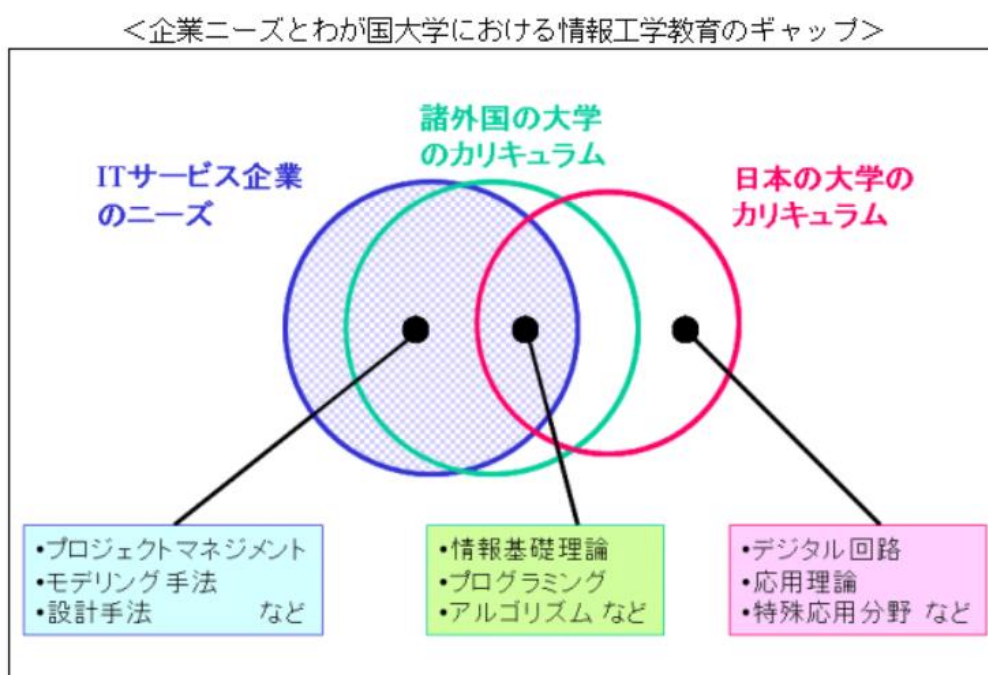 ＜企業ニーズとわが国大学における情報工学教育のギャップ＞
諸外国の大学
のカリキュラム
ITサービス企業
のニーズ
日本の大学の
カリキュラム
•プロジェクトマネジメント
•モデリング手法
•設計手法　　　など
•情報基礎理論
•プログラミング
•アルゴリズム など
•デジタル回路
•応用理論
•特殊応用分野 など